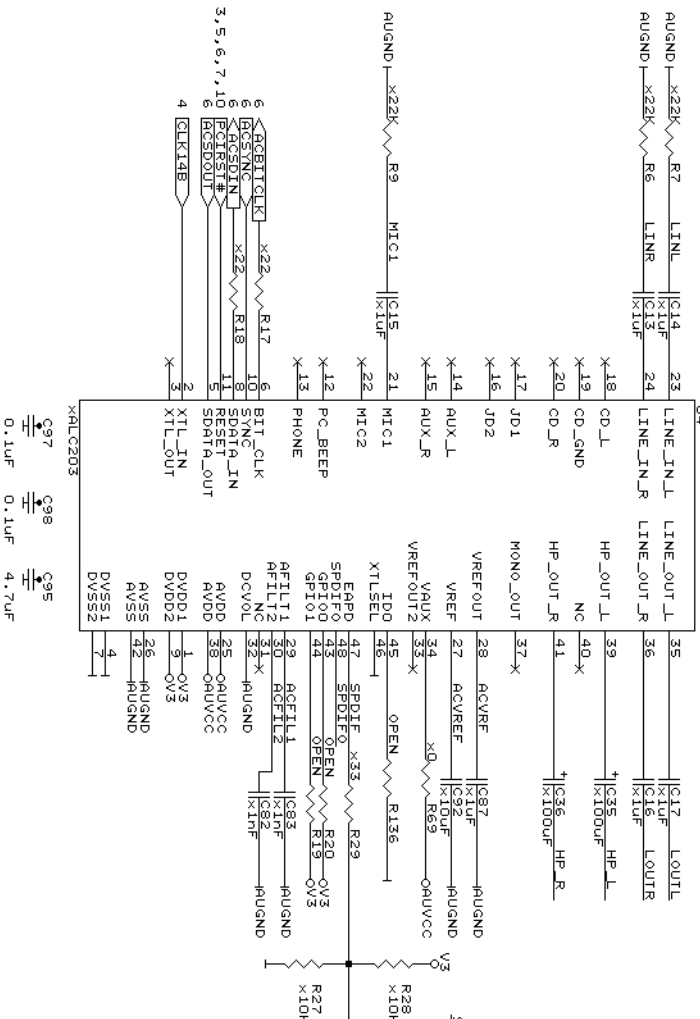 AUGND x22K R7 LINL C14 x1uF 23 LINE_IN_L LINE_OUT_L 35 C17 x1uF LOUTL
AUGND x22K R6 LINR C13 x1uF 24 LINE_IN_R LINE_OUT_R 36 C16 x1uF LOUTR
18 CD_L HP_OUT_L 39 + C35 x100uF HP_L
19 CD_GND NC 40
20 CD_R HP_OUT_R 41 + C36 x100uF HP_R
17 JD1 MONO_OUT 37
16 JD2 VREFOUT 28 ACVRF C87 x1uF AUGND
14 AUX_L VREF 27 ACVREF C92 x10uF AUGND
15 AUX_R VAUX 34 x0 R69 AUVCC
VREFOUT2 33
AUGND x22K R9 MIC1 C15 x1uF 21 MIC1 ID0 45 OPEN R136
22 MIC2 XTLSEL 46
V3 R28
12 PC_BEEP EAPD 47 SPDIF x33 R29
SPDIFO 48 SPDIFO
13 PHONE GPIO0 43 OPEN R20 V3
GPIO1 44 OPEN R19 V3
R27
AFILT1 29 ACFIL1 C83 x1nF AUGND
6 ACBITCLK x22 R17 6 BIT_CLK AFILT2 30 ACFIL2 C82 x1nF AUGND
6 ACSYNC 10 SYNC NC 31
6 ACSDIN x22 R18 8 SDATA_IN DCVOL 32 AUGND
3,5,6,7,10 PCIRST# 11 RESET AVDD 25 AUVCC
6 ACSDOUT 5 SDATA_OUT AVDD 38 AUVCC
4 CLK14B 2 XTL_IN DVDD1 1 V3
3 XTL_OUT DVDD2 9 V3
AVSS 26 AUGND
AVSS 42 AUGND
DVSS1 4
DVSS2 7
xALC203
C97 C98 C95
0.1uF 0.1uF 4.7uF